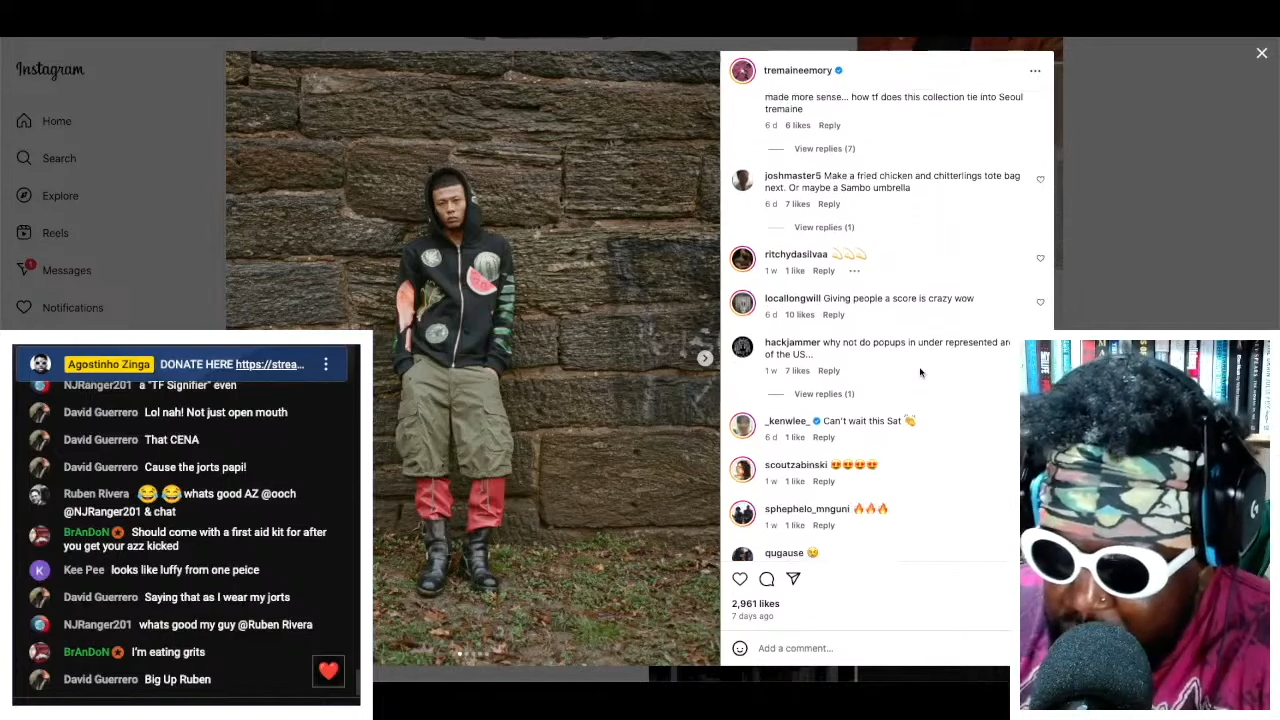 Instagram
Home
Search
Explore
Reels
1
Messages
Notifications
tremaineemory
made more sense... how tf does this collection tie into Seoul
tremaine
6 d 6 likes Reply
View replies (7)
joshmaster5 Make a fried chicken and chitterlings tote bag
next. Or maybe a Sambo umbrella
6 d 7 likes Reply
View replies (1)
ritchydasilvaa 💫💫💫
1 w 1 like Reply
locallongwill Giving people a score is crazy wow
6 d 10 likes Reply
hackjammer why not do popups in under represented are
of the US...
1 w 7 likes Reply
View replies (1)
_kenwlee_ Can't wait this Sat 👏
6 d 1 like Reply
scoutzabinski 😍😍😍😍
1 w 1 like Reply
sphephelo_mnguni 🔥🔥🔥
1 w 1 like Reply
qugause 😢
2,961 likes
7 days ago
Add a comment...
Agostinho Zinga DONATE HERE https://strea...
NJRanger201 a "TF Signifier" even
David Guerrero Lol nah! Not just open mouth
David Guerrero That CENA
David Guerrero Cause the jorts papi!
Ruben Rivera 😂😂 whats good AZ @ooch
@NJRanger201 & chat
BrAnDoN Should come with a first aid kit for after
you get your azz kicked
Kee Pee looks like luffy from one peice
David Guerrero Saying that as I wear my jorts
NJRanger201 whats good my guy @Ruben Rivera
BrAnDoN I'm eating grits
David Guerrero Big Up Ruben